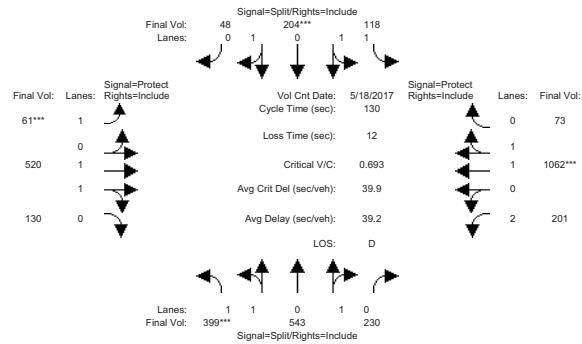 Signal=Split/Rights=Include
Final Vol: 48 204*** 118
Lanes: 0 1 0 1 1
Signal=Protect
Final Vol: Lanes: Rights=Include
Vol Cnt Date: 5/18/2017
Signal=Protect
Rights=Include Lanes: Final Vol:
Cycle Time (sec): 130
61*** 1
0 73
Loss Time (sec): 12
0
1
520 1
Critical V/C: 0.693
1 1062***
1
Avg Crit Del (sec/veh): 39.9
0
130 0
Avg Delay (sec/veh): 39.2
2 201
LOS: D
Lanes: 1 1 0 1 0
Final Vol: 399*** 543 230
Signal=Split/Rights=Include